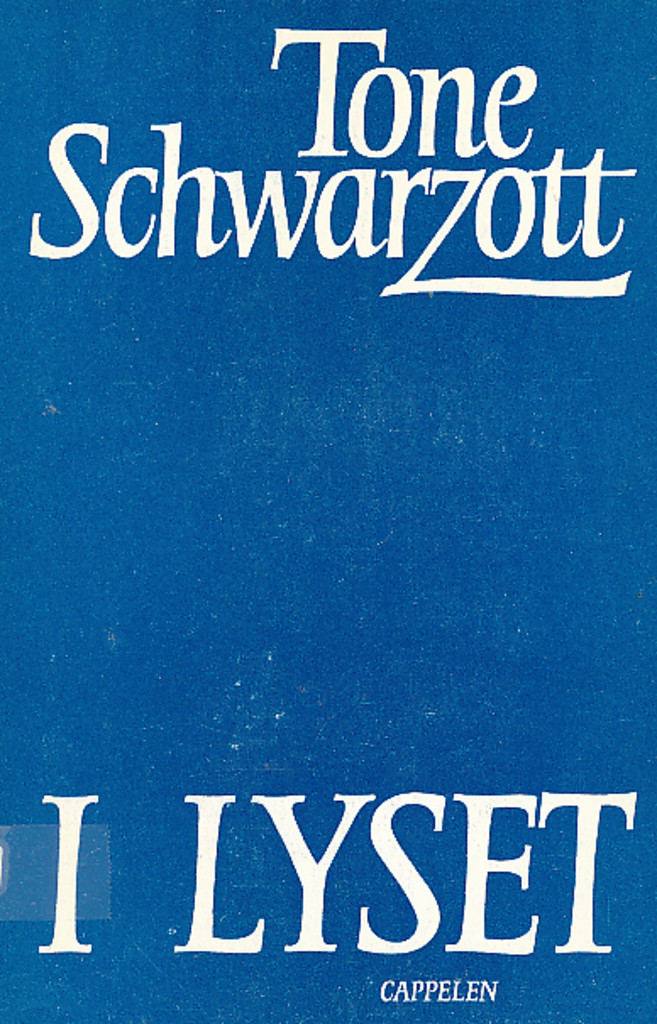 Tone
Schwarzott
I LYSET
CAPPELEN